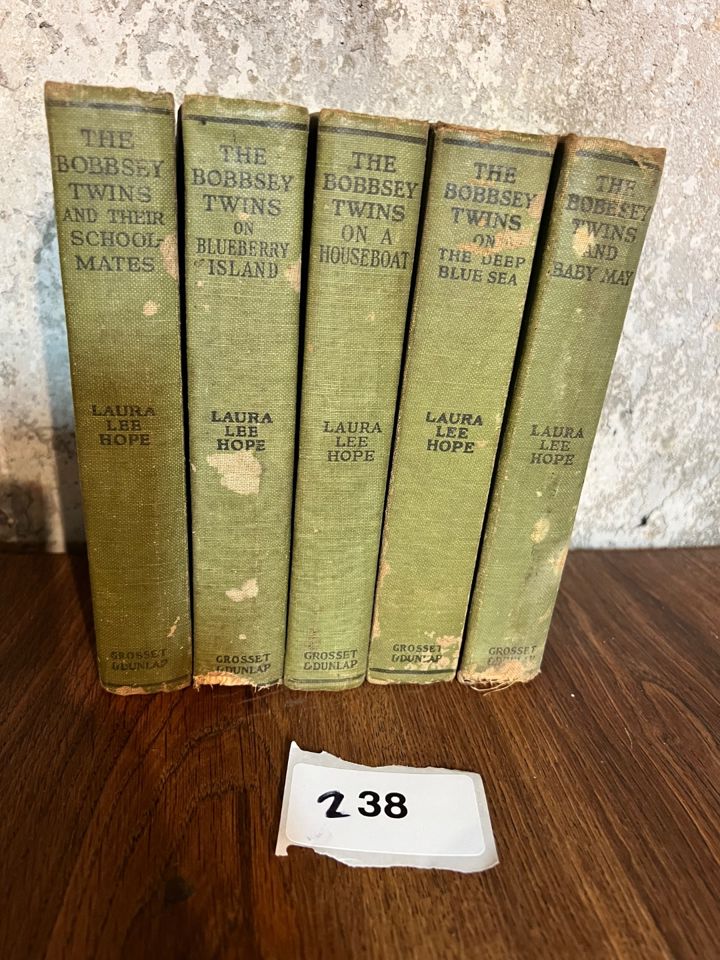 THE
BOBBSEY
TWINS
AND THEIR
SCHOOL-
MATES
LAURA
LEE
HOPE
GROSSET
& DUNLAP
THE
BOBBSEY
TWINS
ON
BLUEBERRY
ISLAND
LAURA
LEE
HOPE
GROSSET
& DUNLAP
THE
BOBBSEY
TWINS
ON A
HOUSEBOAT
LAURA
LEE
HOPE
GROSSET
& DUNLAP
THE
BOBBSEY
TWINS
ON
THE DEEP
BLUE SEA
LAURA
LEE
HOPE
GROSSET
& DUNLAP
THE
BOBBSEY
TWINS
AND
BABY MAY
LAURA
LEE
HOPE
GROSSET
& DUNLAP
238